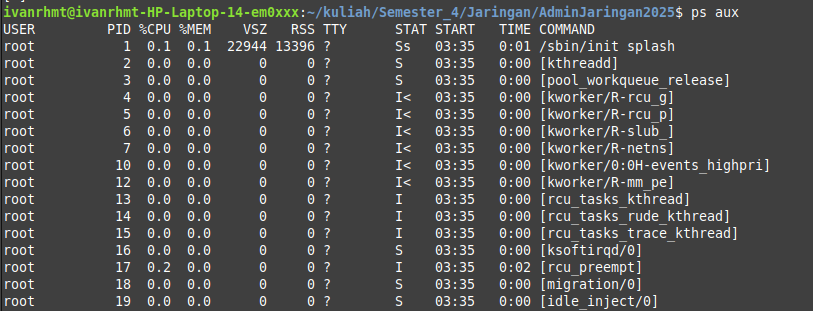 ivanrhmt@ivanrhmt-HP-Laptop-14-em0xxx:~/kuliah/Semester_4/Jaringan/AdminJaringan2025$ ps aux
USER         PID %CPU %MEM    VSZ   RSS TTY      STAT START   TIME COMMAND
root           1  0.1  0.1  22944 13396 ?        Ss   03:35   0:01 /sbin/init splash
root           2  0.0  0.0      0     0 ?        S    03:35   0:00 [kthreadd]
root           3  0.0  0.0      0     0 ?        S    03:35   0:00 [pool_workqueue_release]
root           4  0.0  0.0      0     0 ?        I<   03:35   0:00 [kworker/R-rcu_g]
root           5  0.0  0.0      0     0 ?        I<   03:35   0:00 [kworker/R-rcu_p]
root           6  0.0  0.0      0     0 ?        I<   03:35   0:00 [kworker/R-slub_]
root           7  0.0  0.0      0     0 ?        I<   03:35   0:00 [kworker/R-netns]
root          10  0.0  0.0      0     0 ?        I<   03:35   0:00 [kworker/0:0H-events_highpri]
root          12  0.0  0.0      0     0 ?        I<   03:35   0:00 [kworker/R-mm_pe]
root          13  0.0  0.0      0     0 ?        I    03:35   0:00 [rcu_tasks_kthread]
root          14  0.0  0.0      0     0 ?        I    03:35   0:00 [rcu_tasks_rude_kthread]
root          15  0.0  0.0      0     0 ?        I    03:35   0:00 [rcu_tasks_trace_kthread]
root          16  0.0  0.0      0     0 ?        S    03:35   0:00 [ksoftirqd/0]
root          17  0.2  0.0      0     0 ?        I    03:35   0:02 [rcu_preempt]
root          18  0.0  0.0      0     0 ?        S    03:35   0:00 [migration/0]
root          19  0.0  0.0      0     0 ?        S    03:35   0:00 [idle_inject/0]